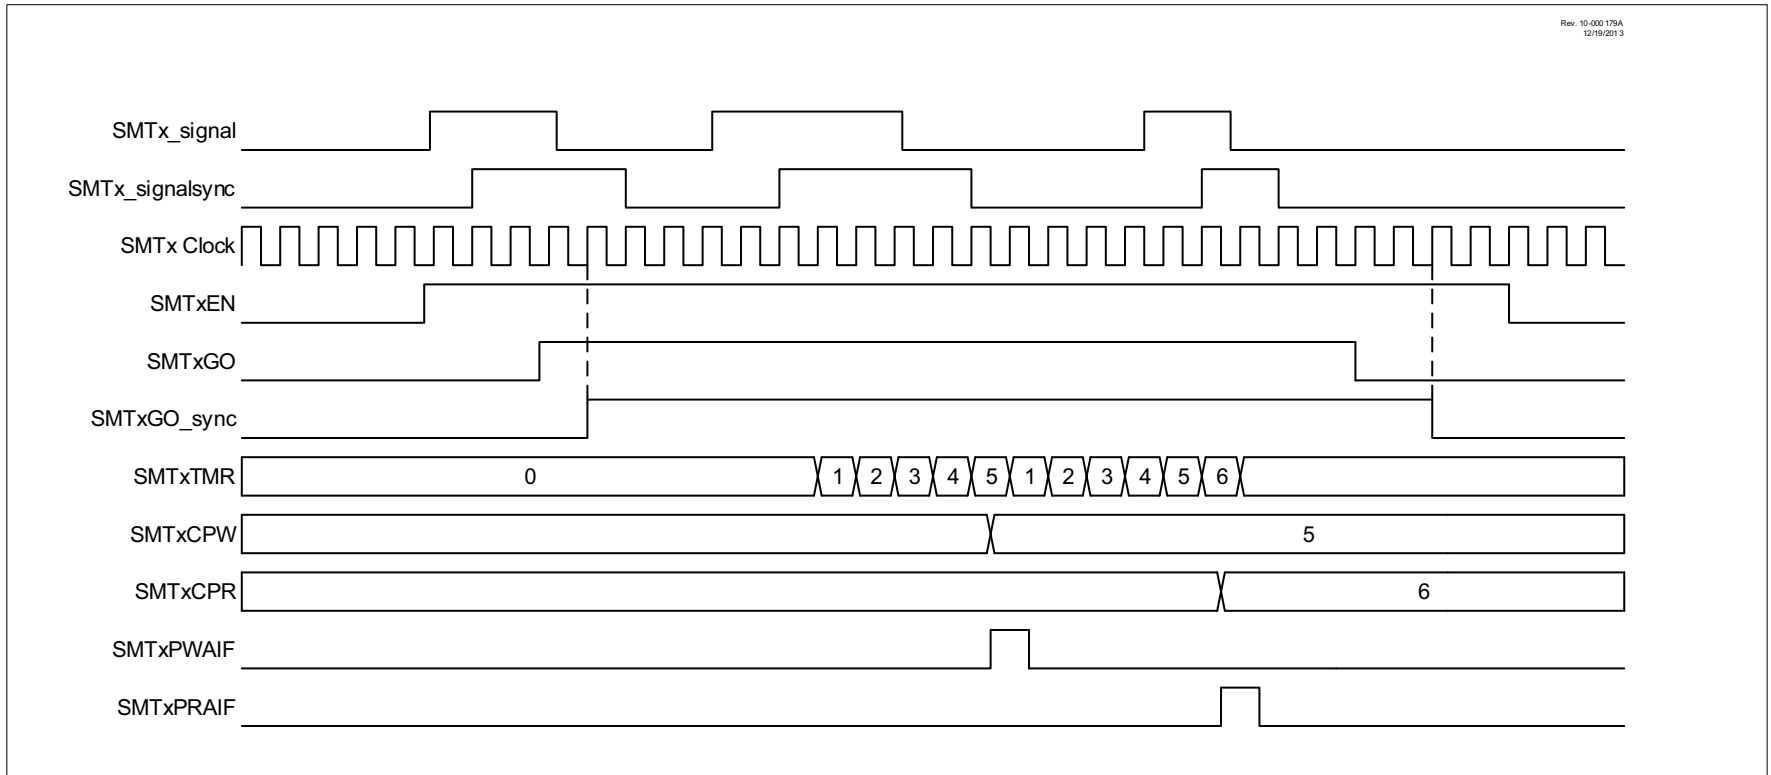 Rev. 10-000 179A
12/19/201 3
SMTx_signal
SMTx_signalsync
SMTx Clock
SMTxEN
SMTxGO
SMTxGO_sync
SMTxTMR 0 1 2 3 4 5 1 2 3 4 5 6
SMTxCPW 5
SMTxCPR 6
SMTxPWAIF
SMTxPRAIF